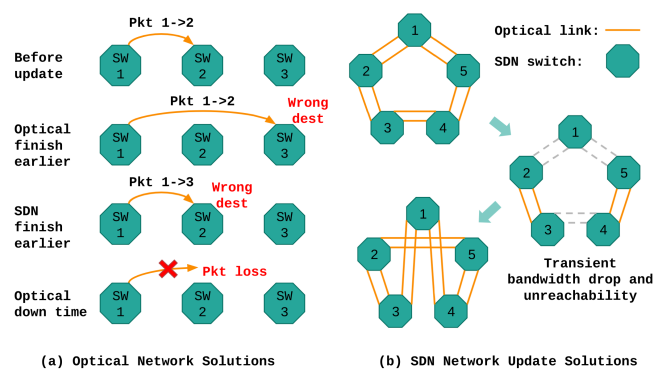 Before
update
Pkt 1->2
SW
1
SW
2
SW
3
Optical
finish
earlier
Pkt 1->2
Wrong
dest
SW
1
SW
2
SW
3
SDN
finish
earlier
Pkt 1->3
Wrong
dest
SW
1
SW
2
SW
3
Optical
down time
Pkt loss
SW
1
SW
2
SW
3
(a) Optical Network Solutions
Optical link:
SDN switch:
1
2
5
3
4
1
2
5
3
4
Transient
bandwidth drop and
unreachability
1
2
5
3
4
(b) SDN Network Update Solutions